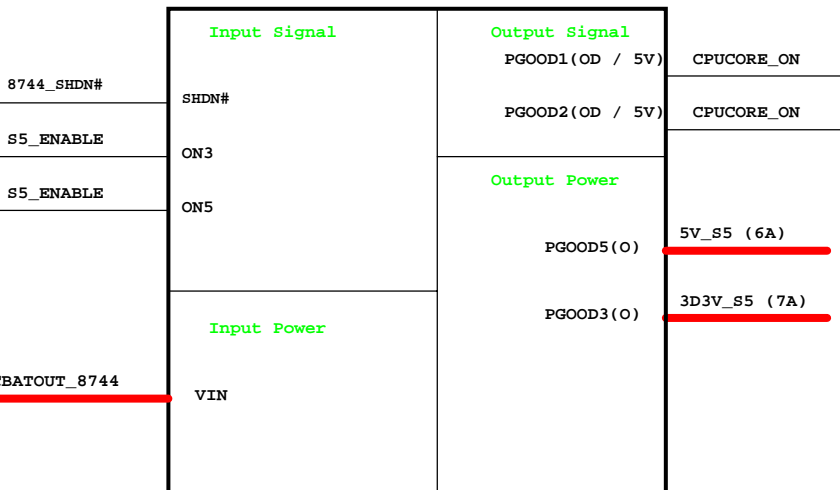 Input Signal
Output Signal
PGOOD1(OD / 5V)
CPUCORE_ON
8744_SHDN#
SHDN#
PGOOD2(OD / 5V)
CPUCORE_ON
S5_ENABLE
ON3
Output Power
S5_ENABLE
ON5
5V_S5 (6A)
PGOOD5(O)
3D3V_S5 (7A)
PGOOD3(O)
Input Power
BATOUT_8744
VIN